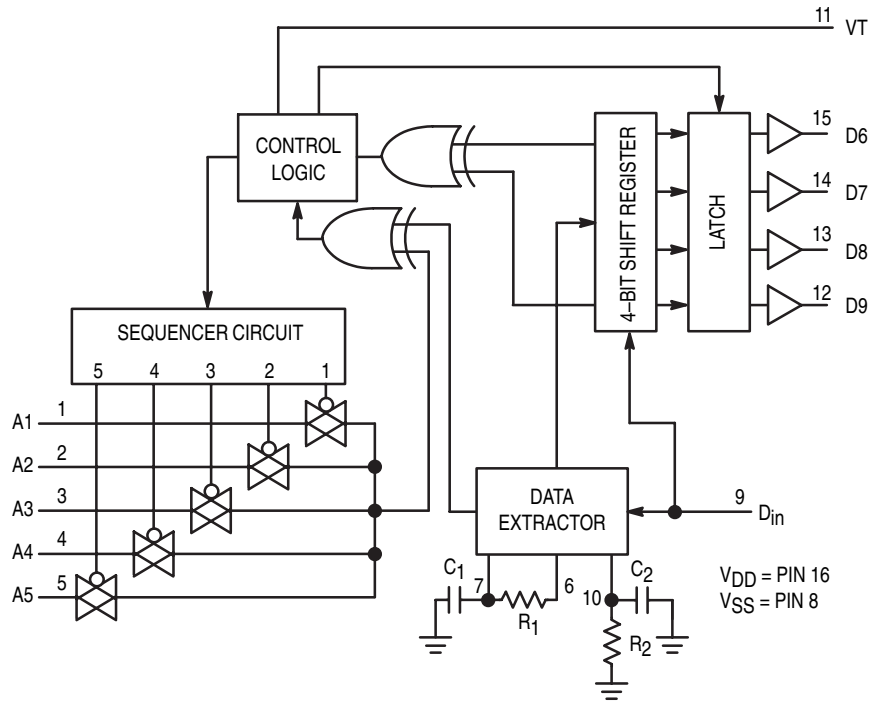 11 VT
CONTROL
LOGIC
4–BIT SHIFT REGISTER
LATCH
15 D6
14 D7
13 D8
12 D9
SEQUENCER CIRCUIT
5 4 3 2 1
A1 1
A2 2
A3 3
A4 4
A5 5
DATA
EXTRACTOR
9 Din
C1 7 R1 6
10 C2 R2
VDD = PIN 16
VSS = PIN 8